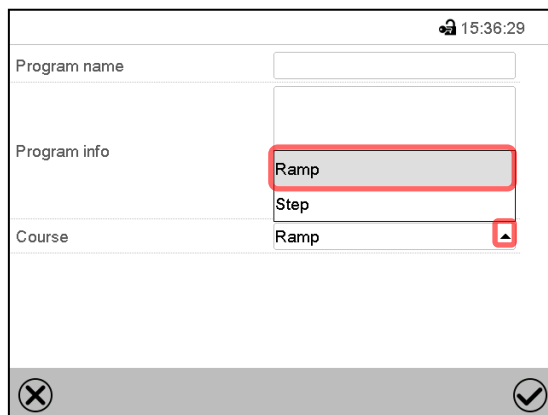 15:36:29
Program name
Program info
Ramp
Step
Course
Ramp